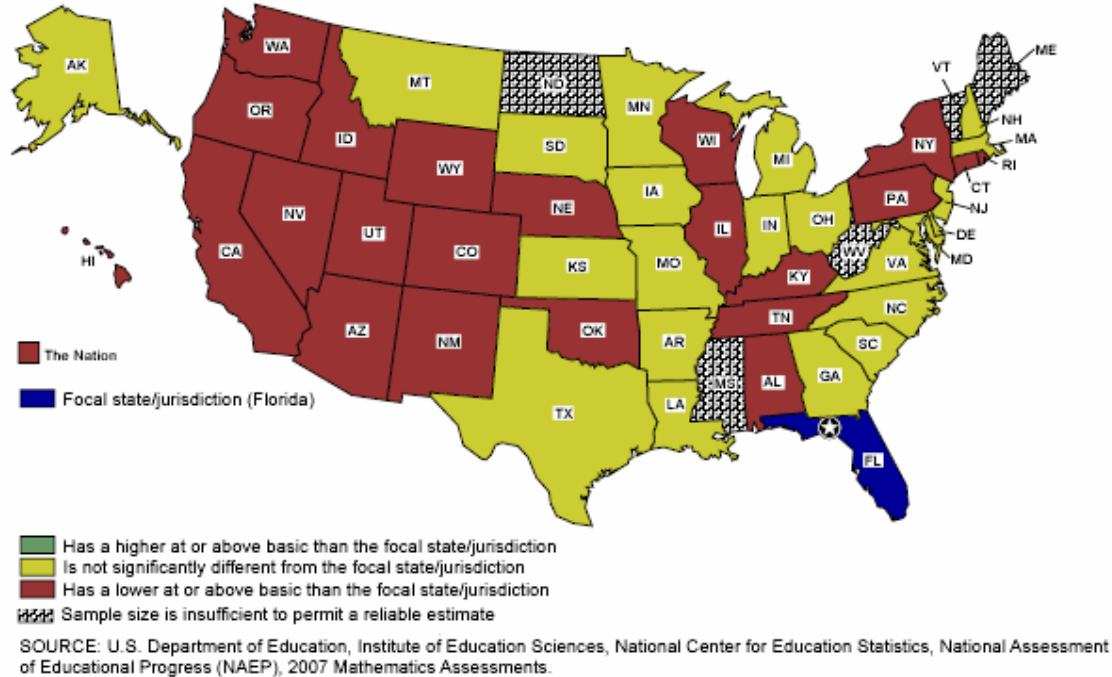 ME
WA
VT
AK
MT
ND
MN
OR
NH
MA
ID
WI
NY
SD
MI
RI
WY
CT
IA
PA
NE
NJ
NV
OH
IN
IL
DE
UT
CA
CO
WV
MD
HI
KS
MO
VA
KY
NC
TN
AZ
OK
NM
AR
SC
The Nation
GA
MS
AL
Focal state/jurisdiction (Florida)
LA
TX
FL
Has a higher at or above basic than the focal state/jurisdiction
Is not significantly different from the focal state/jurisdiction
Has a lower at or above basic than the focal state/jurisdiction
Sample size is insufficient to permit a reliable estimate
SOURCE: U.S. Department of Education, Institute of Education Sciences, National Center for Education Statistics, National Assessment
of Educational Progress (NAEP), 2007 Mathematics Assessments.